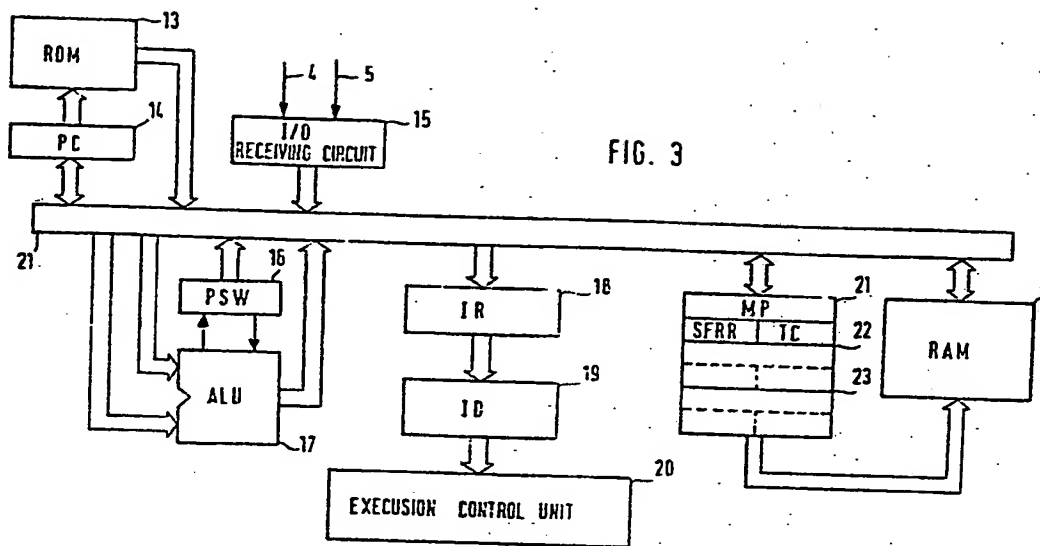 13
ROM
14
PC
4
5
I/O
RECEIVING CIRCUIT
15
FIG. 3
21
16
PSW
ALU
17
IR
18
ID
19
EXECUSION CONTROL UNIT
20
MP
21
SFRR
TC
22
23
RAM